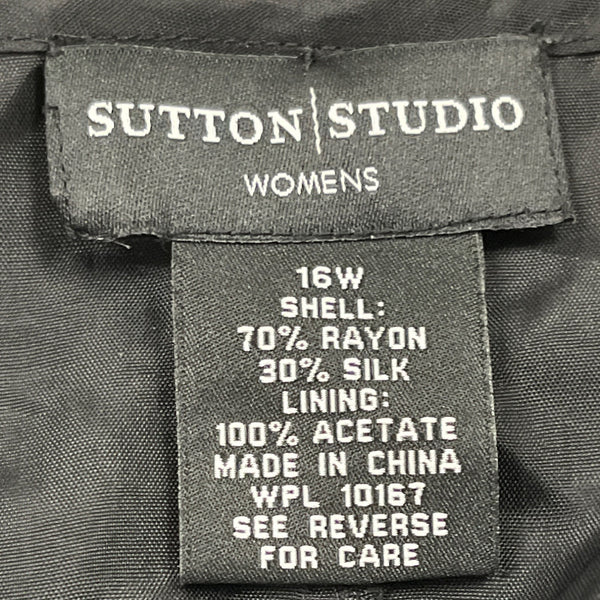 SUTTON|STUDIO
WOMENS
16W
SHELL:
70% RAYON
30% SILK
LINING:
100% ACETATE
MADE IN CHINA
WPL 10167
SEE REVERSE
FOR CARE